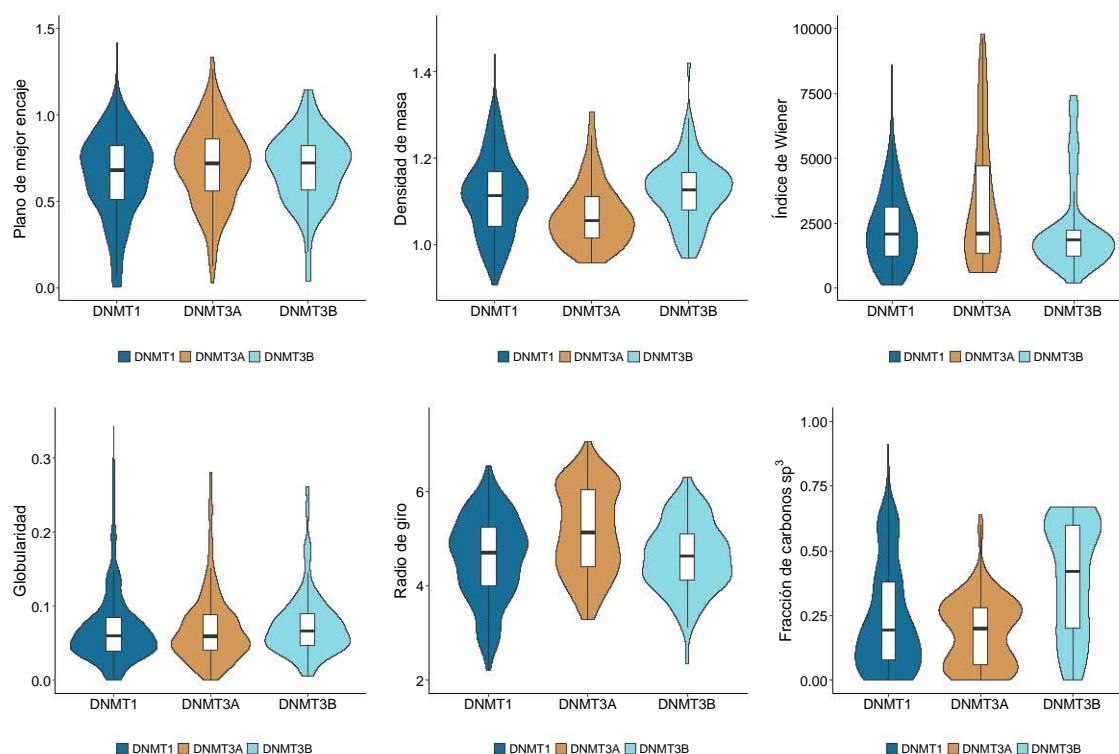 Plano de mejor encaje
1.5
1.0
0.5
0.0
DNMT1 DNMT3A DNMT3B
DNMT1 DNMT3A DNMT3B
Densidad de masa
1.4
1.2
1.0
DNMT1 DNMT3A DNMT3B
DNMT1 DNMT3A DNMT3B
Índice de Wiener
10000
7500
5000
2500
0
DNMT1 DNMT3A DNMT3B
DNMT1 DNMT3A DNMT3B
Globularidad
0.3
0.2
0.1
0.0
DNMT1 DNMT3A DNMT3B
DNMT1 DNMT3A DNMT3B
Radio de giro
6
4
2
DNMT1 DNMT3A DNMT3B
DNMT1 DNMT3A DNMT3B
Fracción de carbonos sp³
1.00
0.75
0.50
0.25
0.00
DNMT1 DNMT3A DNMT3B
DNMT1 DNMT3A DNMT3B